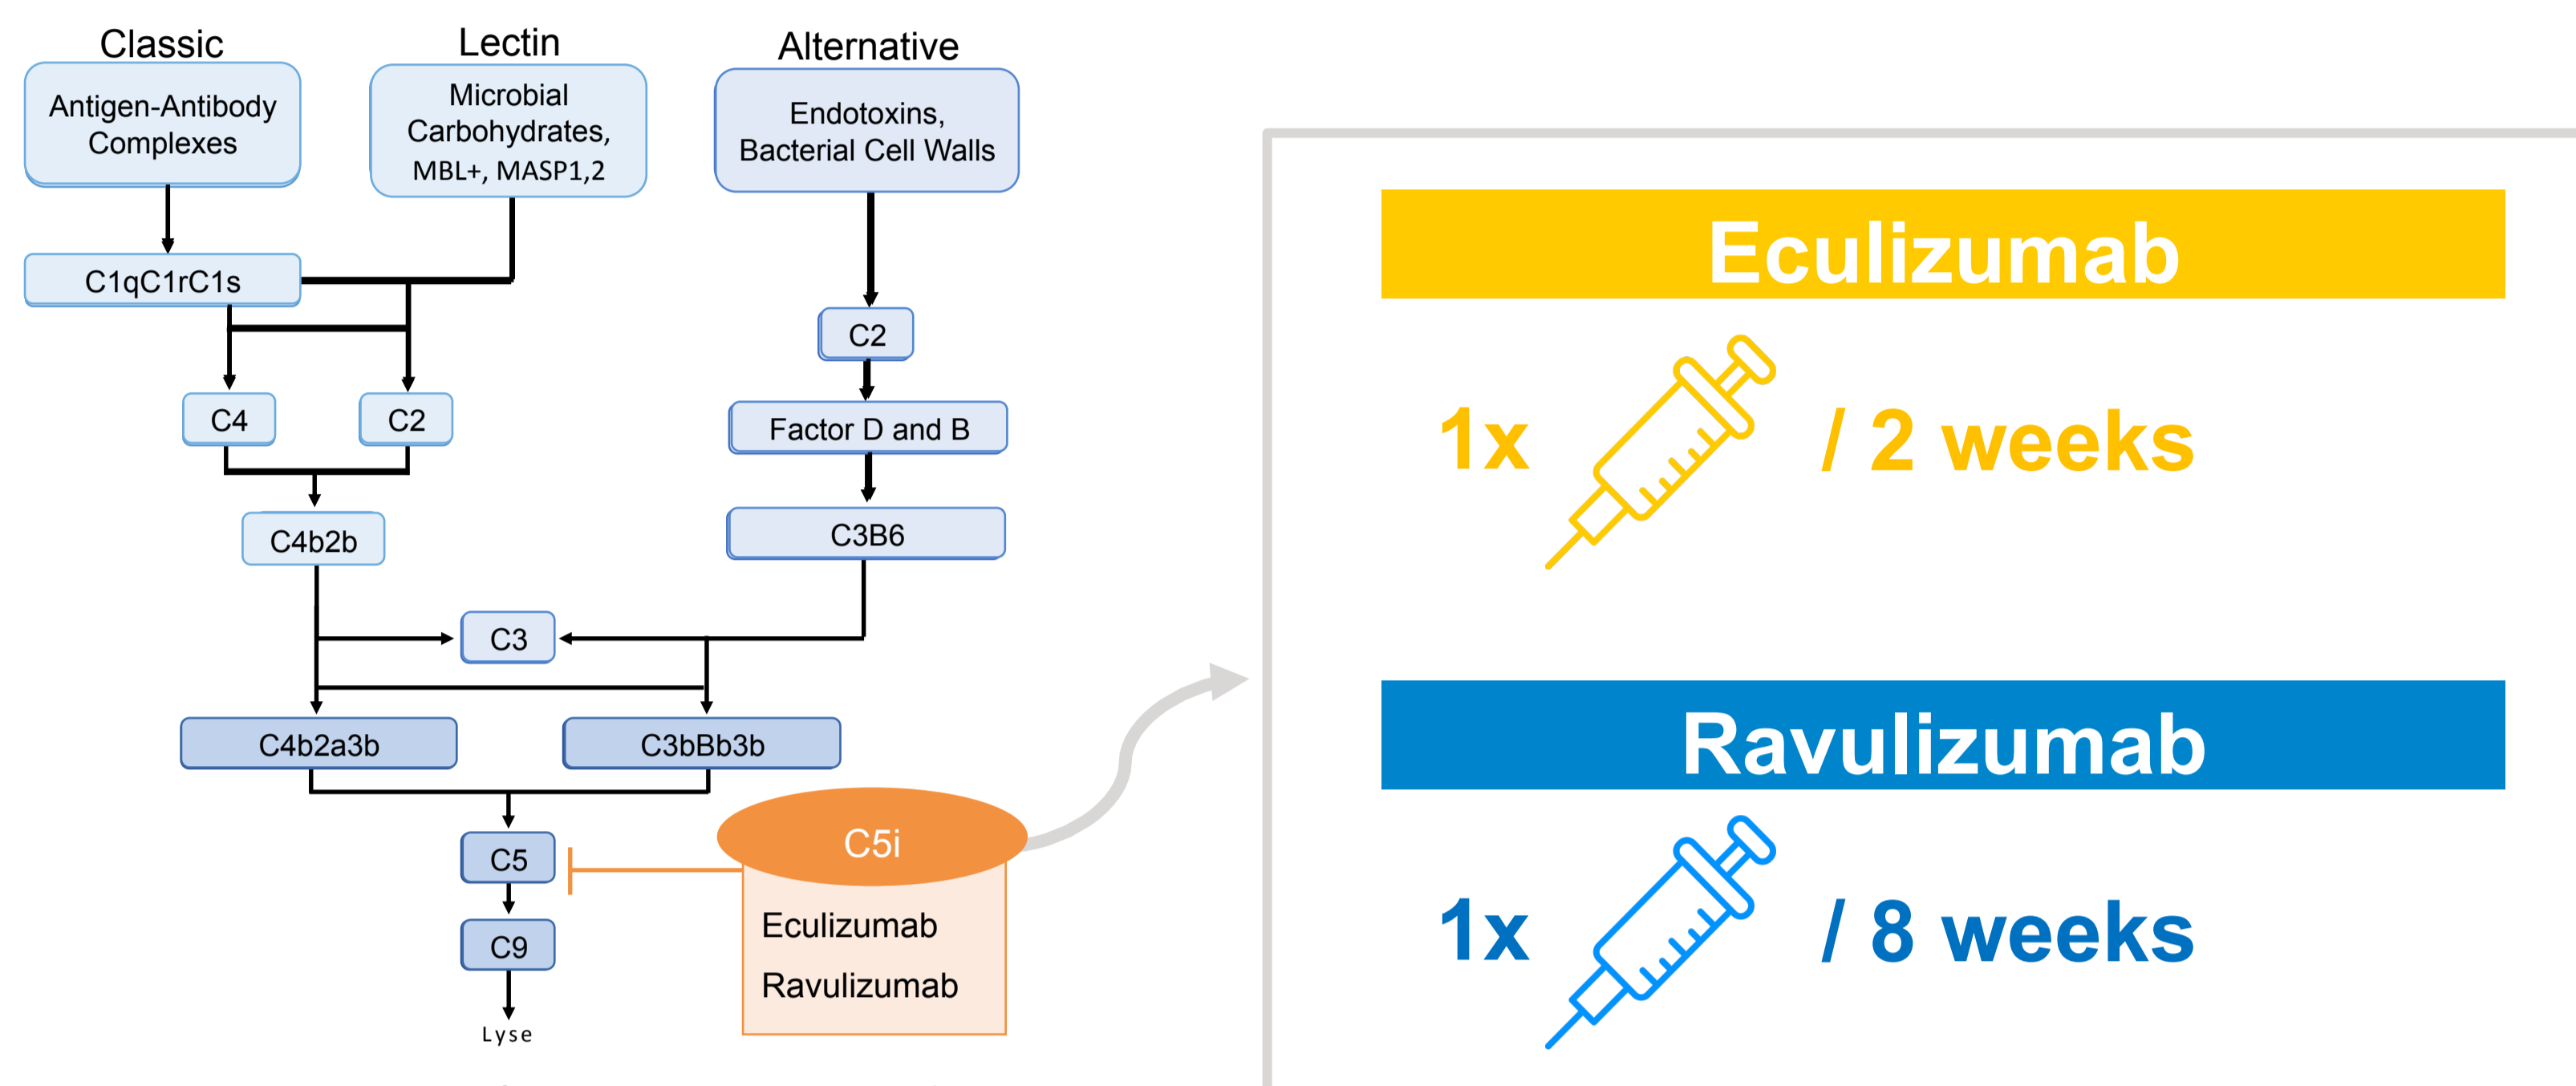 Classic
Lectin
Alternative
Antigen-Antibody
Complexes
Microbial
Carbohydrates,
MBL+, MASP1,2
Endotoxins,
Bacterial Cell Walls
C1qC1rC1s
C2
C4
C2
Factor D and B
C4b2b
C3B6
C3
C4b2a3b
C3bBb3b
C5
C9
Lyse
C5i
Eculizumab
Ravulizumab
Eculizumab
1x / 2 weeks
Ravulizumab
1x / 8 weeks